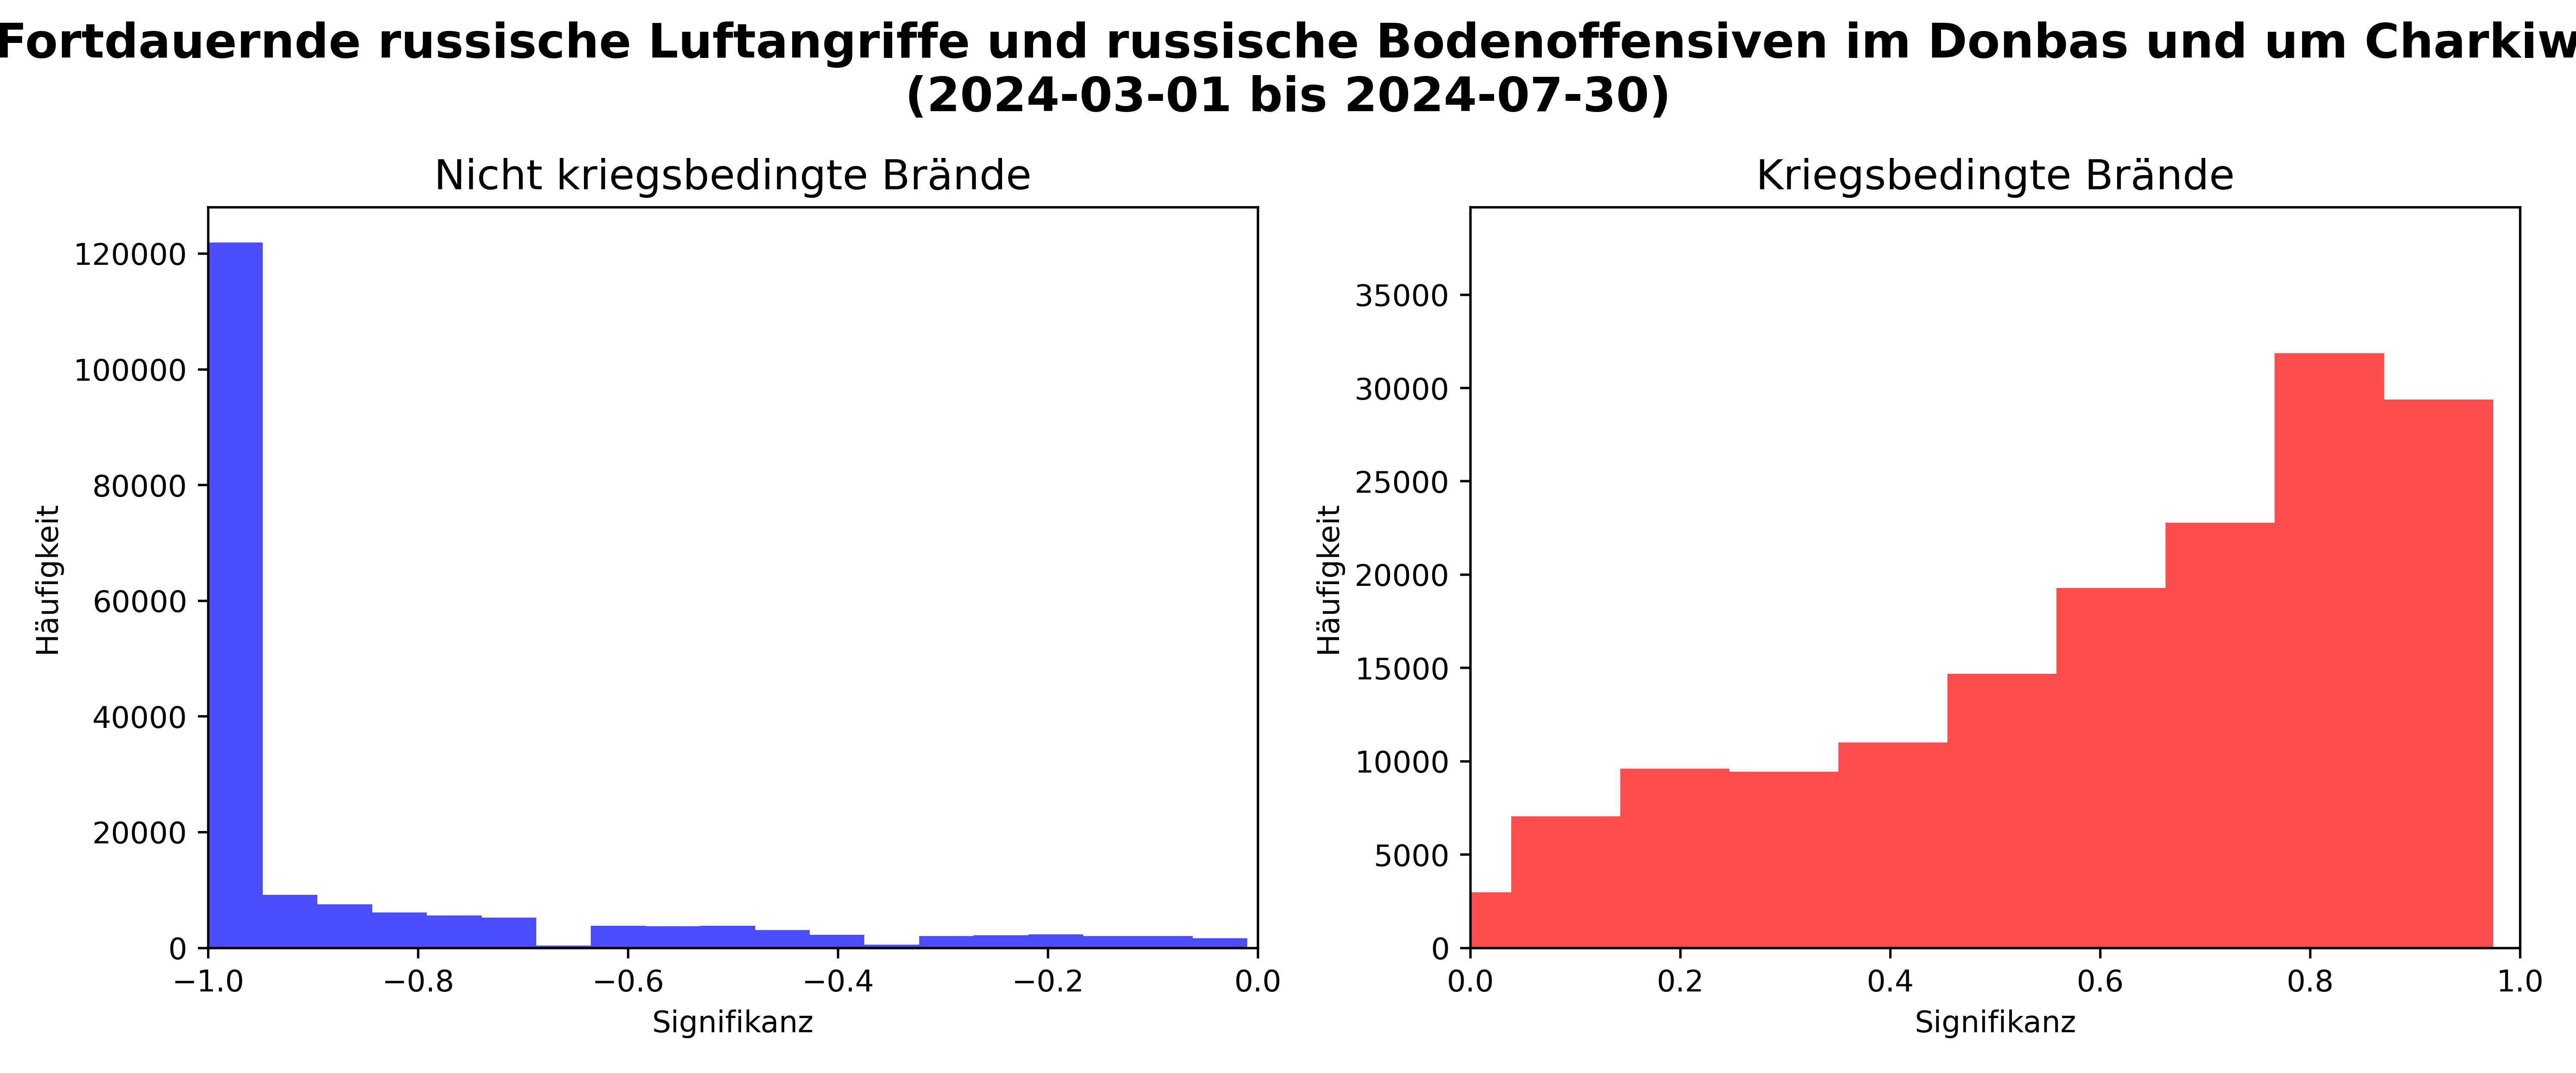 Fortdauernde russische Luftangriffe und russische Bodenoffensiven im Donbas und um Charkiw
(2024-03-01 bis 2024-07-30)
Nicht kriegsbedingte Brände
120000
100000
80000
60000
40000
20000
0
Häufigkeit
−1.0 −0.8 −0.6 −0.4 −0.2 0.0
Signifikanz
Kriegsbedingte Brände
35000
30000
25000
20000
15000
10000
5000
0
Häufigkeit
0.0 0.2 0.4 0.6 0.8 1.0
Signifikanz